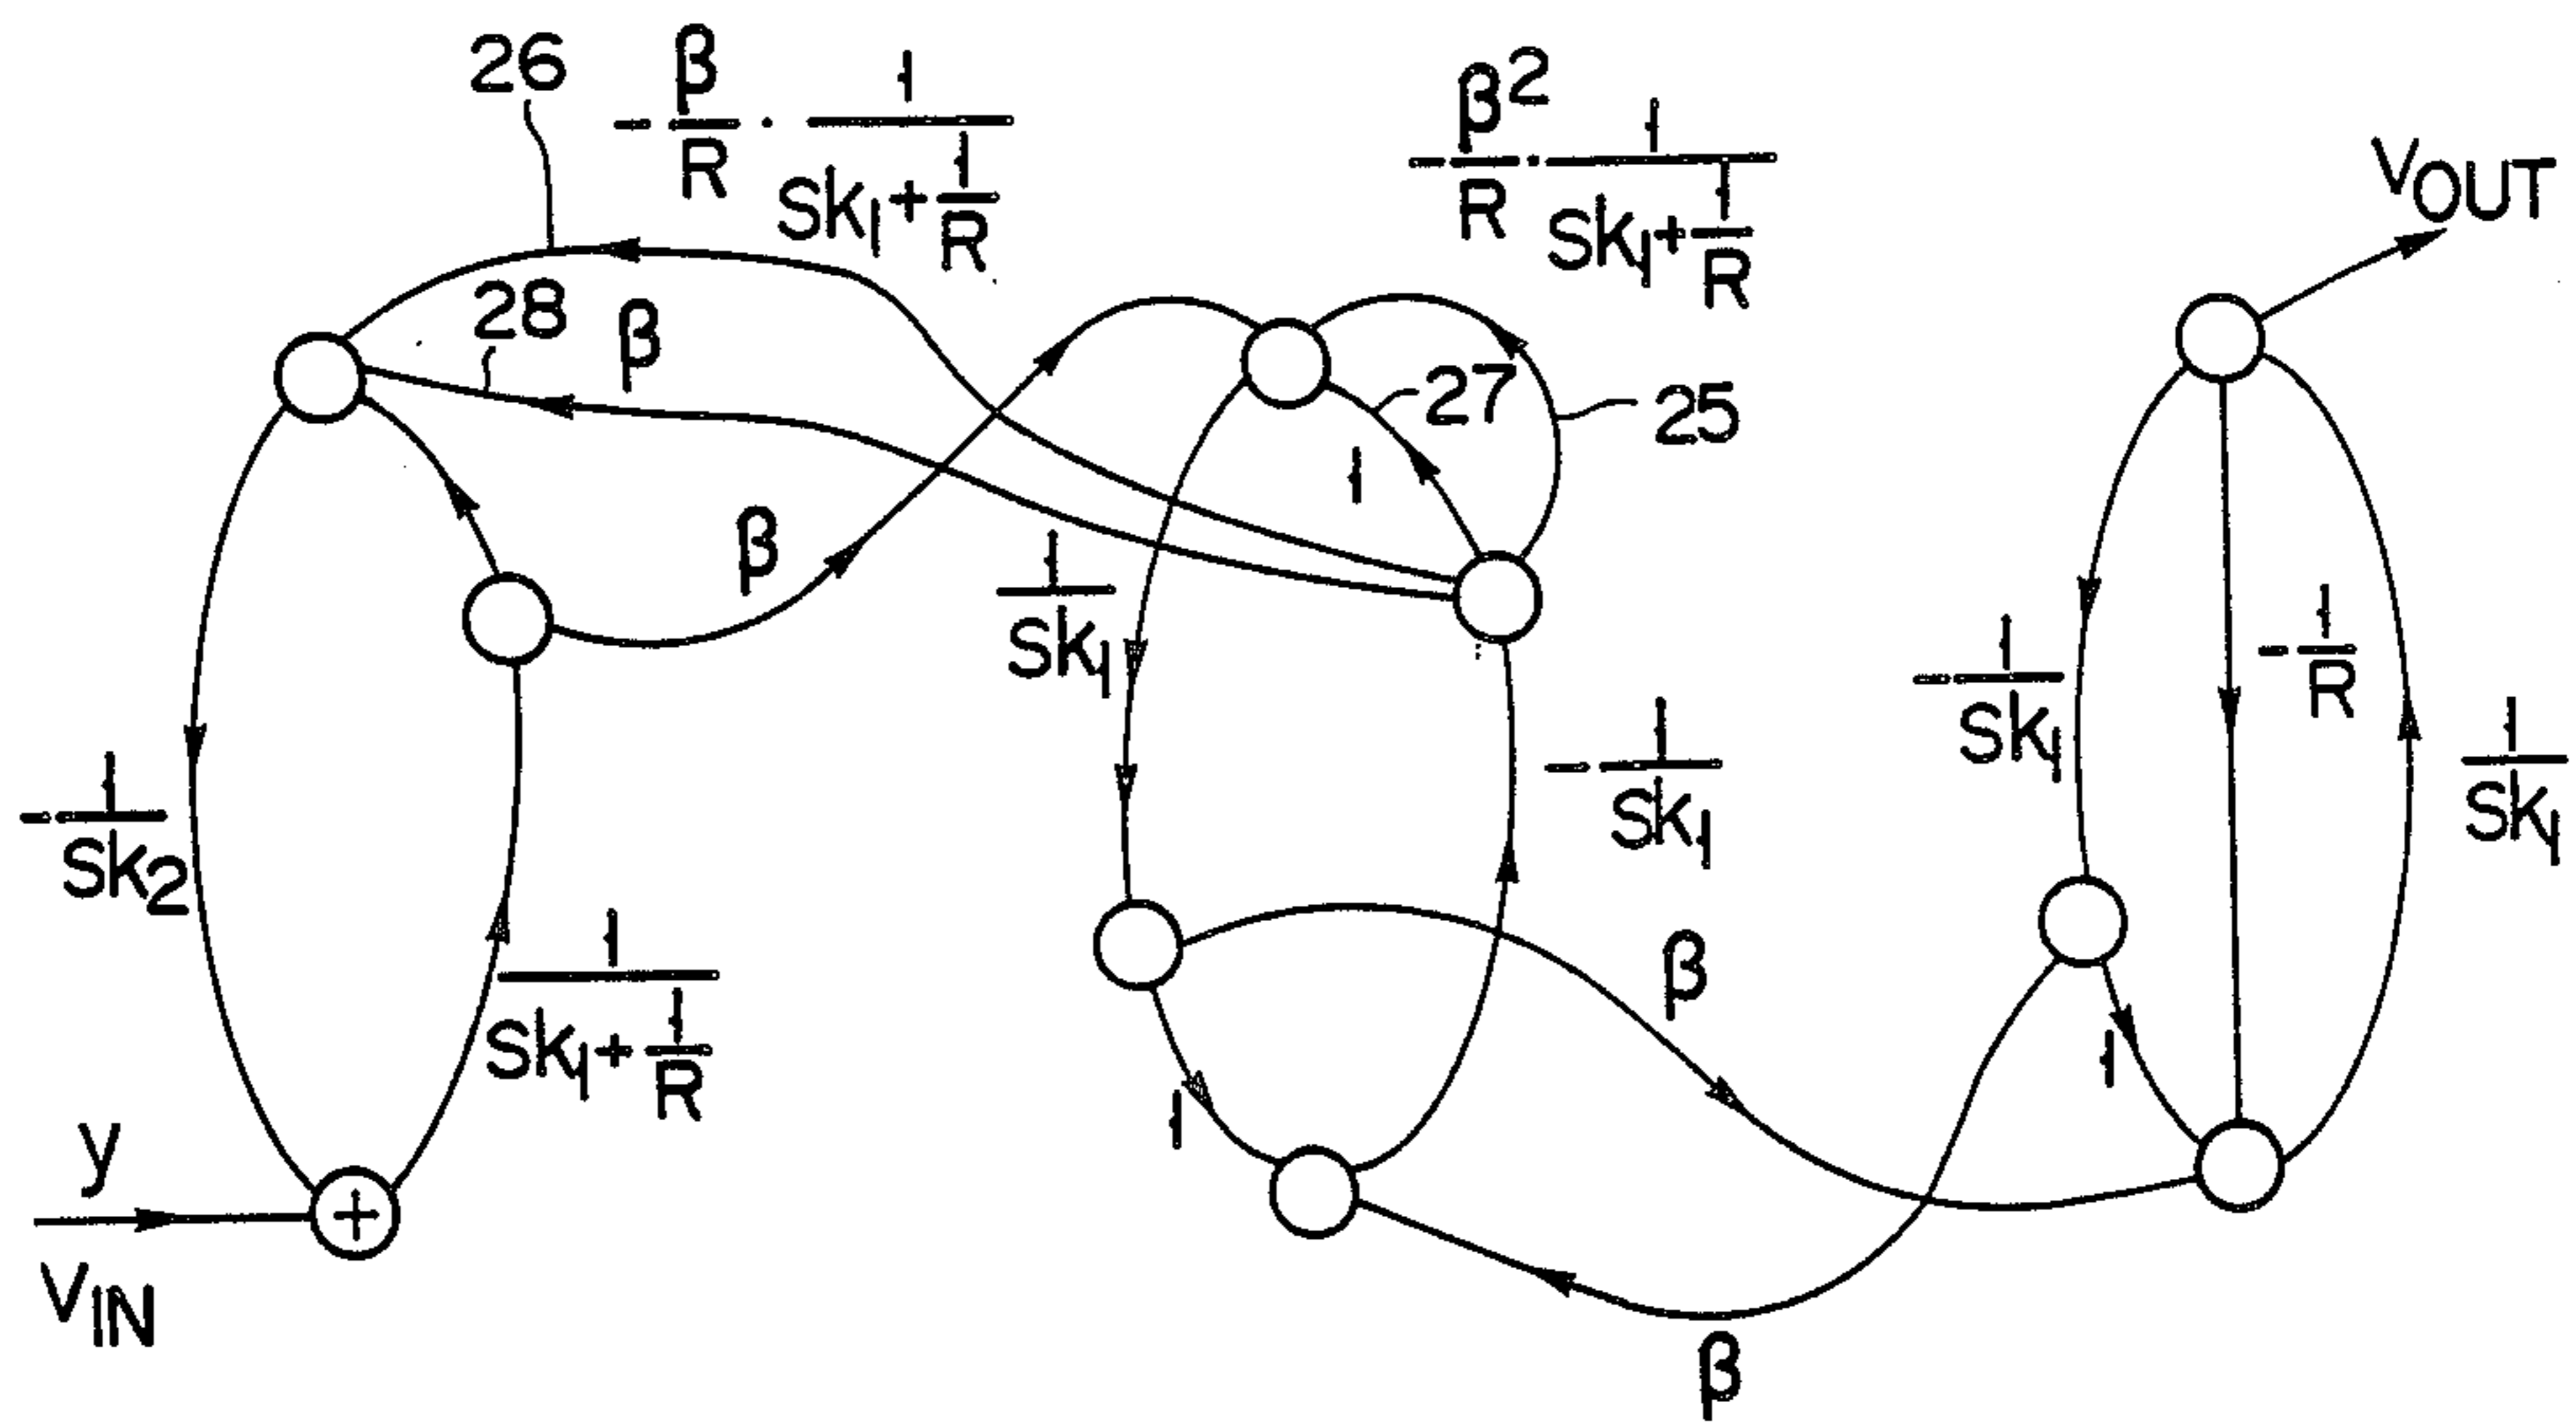 26
-β/R · 1/(Sk₁+1/R)
-β²/R · 1/(Sk₁+1/R)
VOUT
28
β
27
25
1
β
1/Sk₁
-1/R
-1/Sk₁
-1/Sk₁
1/Sk₁
-1/Sk₂
1/(Sk₁+1/R)
β
1
1
y
VIN
+
β